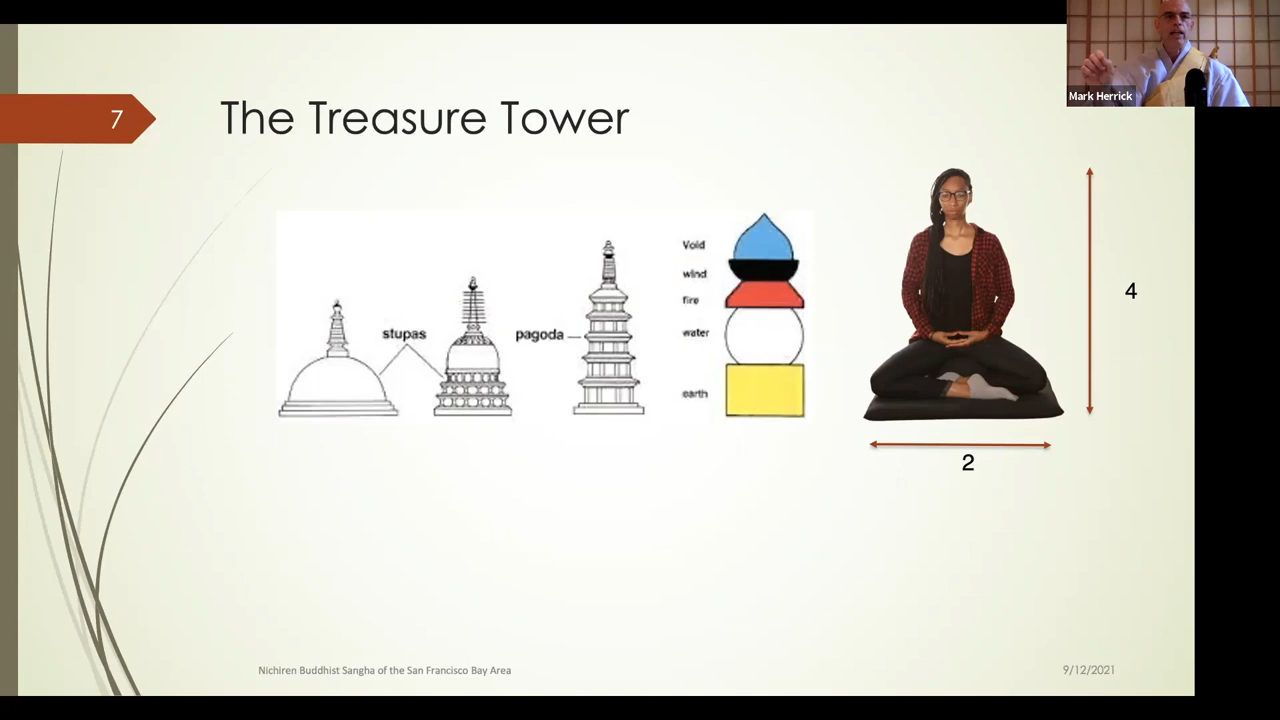 Mark Herrick
7
The Treasure Tower
stupas
pagoda
Void
wind
fire
water
earth
4
2
Nichiren Buddhist Sangha of the San Francisco Bay Area
9/12/2021